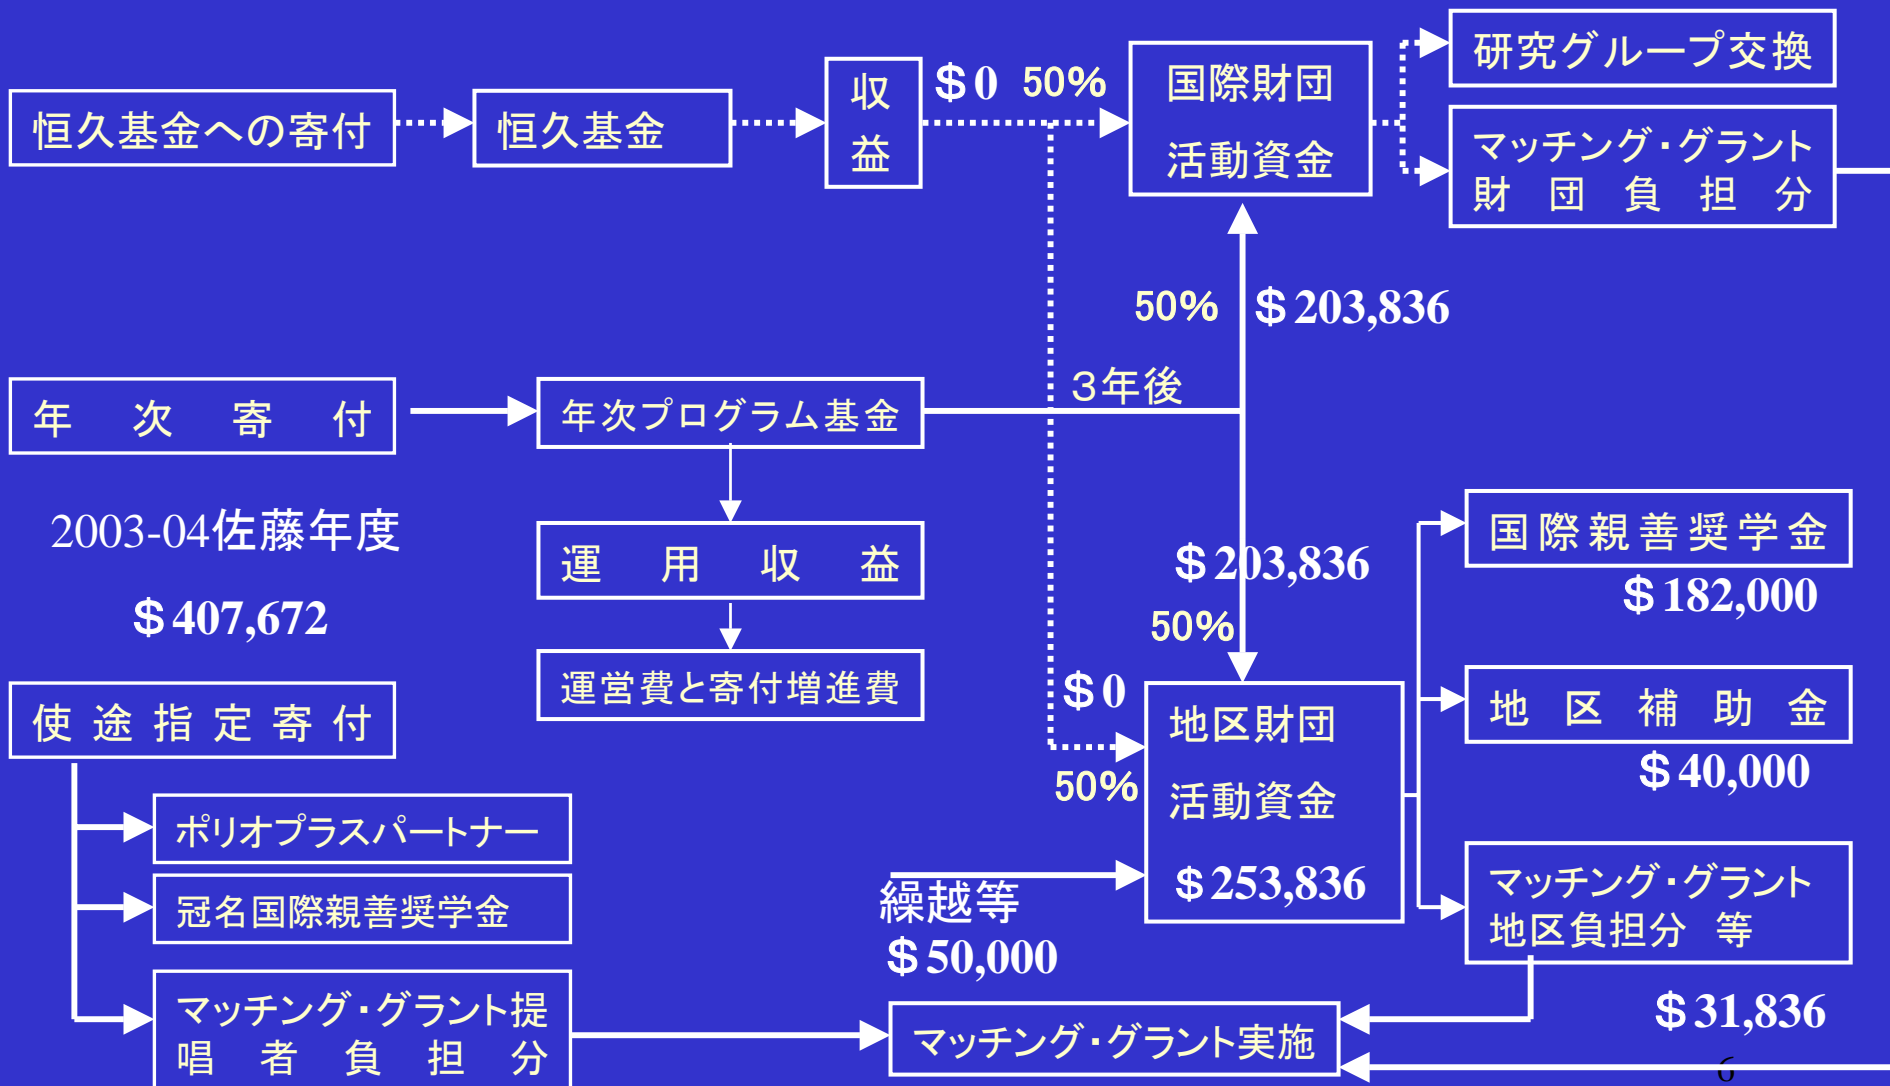 恒久基金への寄付
恒久基金
収
益
＄0 50%
国際財団
活動資金
研究グループ交換
マッチング・グラント
財団負担分
50%
＄203,836
年次寄付
年次プログラム基金
3年後
2003-04佐藤年度
＄407,672
運用収益
運営費と寄付増進費
＄203,836
50%
国際親善奨学金
＄182,000
使途指定寄付
＄0
50%
地区財団
活動資金
＄253,836
地区補助金
＄40,000
ポリオプラスパートナー
冠名国際親善奨学金
マッチング・グラント提
唱者負担分
繰越等
＄50,000
マッチング・グラント
地区負担分 等
＄31,836
マッチング・グラント実施
6